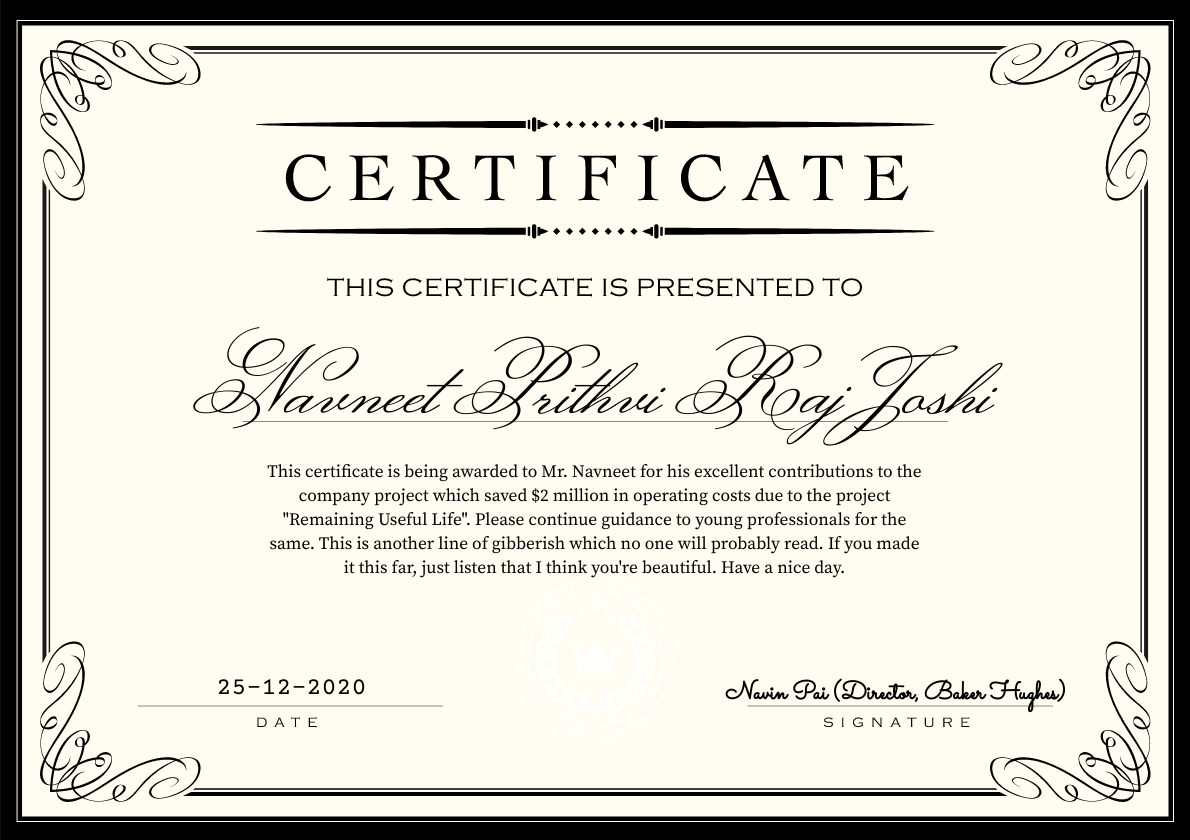 CERTIFICATE
THIS CERTIFICATE IS PRESENTED TO
Navneet Prithvi Raj Joshi
This certificate is being awarded to Mr. Navneet for his excellent contributions to the
company project which saved $2 million in operating costs due to the project
"Remaining Useful Life". Please continue guidance to young professionals for the
same. This is another line of gibberish which no one will probably read. If you made
it this far, just listen that I think you're beautiful. Have a nice day.
25-12-2020
DATE
Navin Pai (Director, Baker Hughes)
SIGNATURE